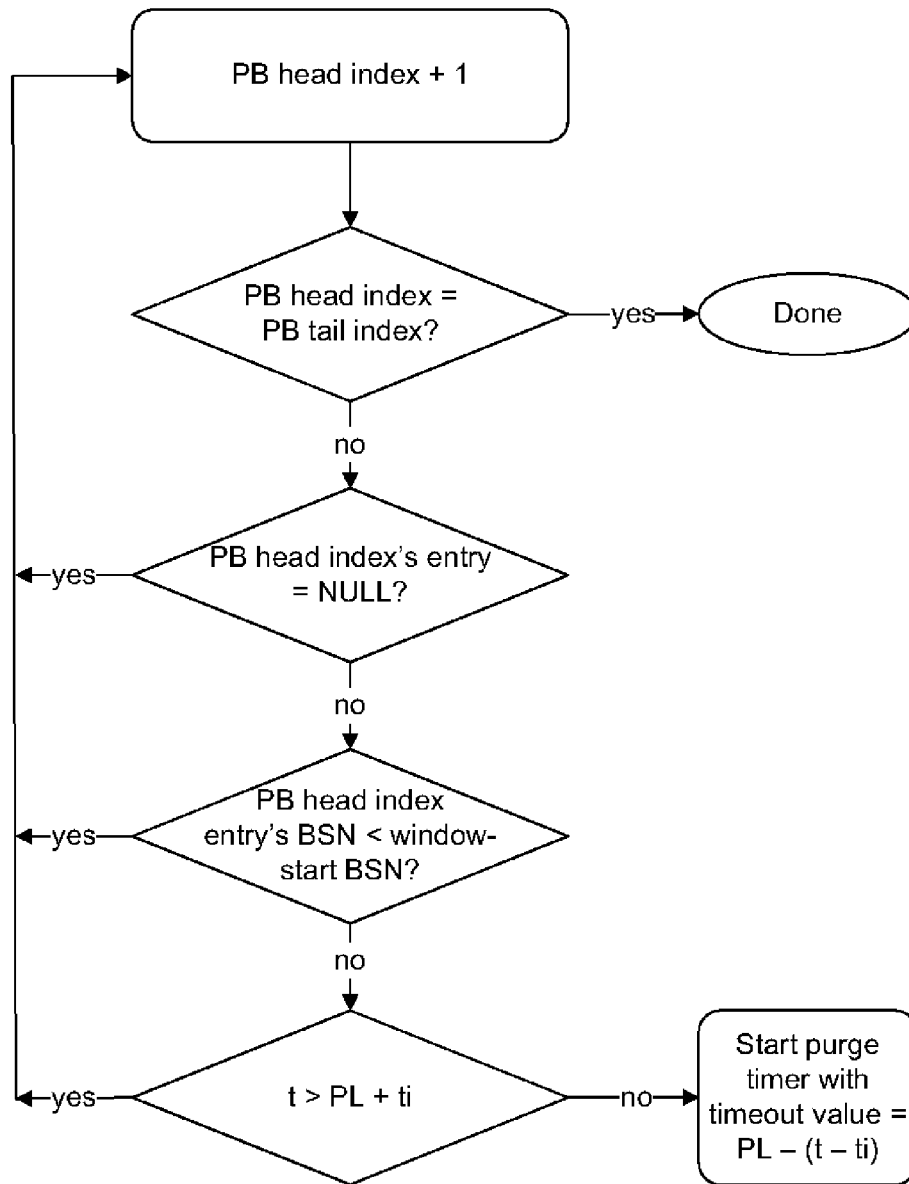 PB head index + 1
PB head index =
PB tail index?
yes
Done
no
PB head index's entry
= NULL?
yes
no
PB head index
entry's BSN < window-
start BSN?
yes
no
t > PL + ti
yes
no
Start purge
timer with
timeout value =
PL – (t – ti)